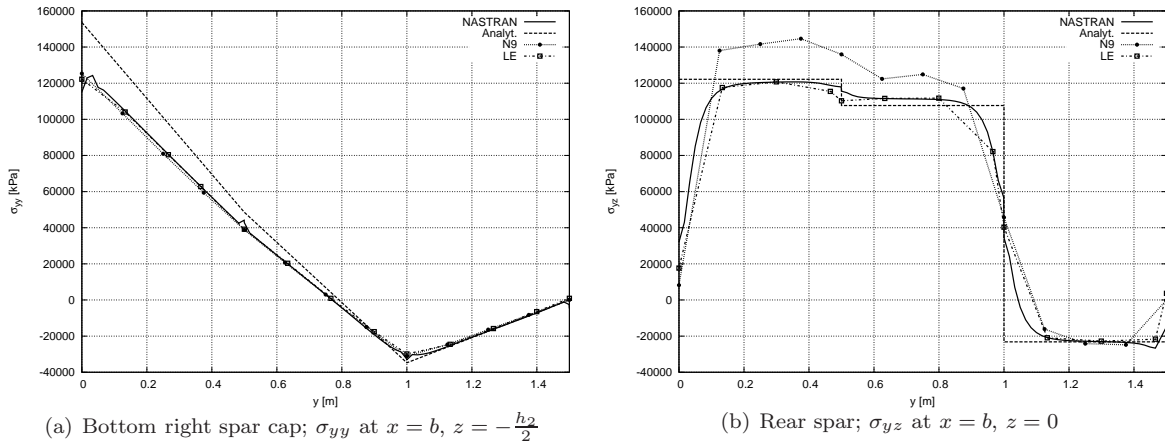 160000
140000
120000
100000
80000
60000
40000
20000
0
-20000
-40000
σyy [kPa]
0 0.2 0.4 0.6 0.8 1 1.2 1.4
y [m]
NASTRAN
Analyt.
N9
LE
(a) Bottom right spar cap; σyy at x = b, z = −h2/2
160000
140000
120000
100000
80000
60000
40000
20000
0
-20000
-40000
σyz [kPa]
0 0.2 0.4 0.6 0.8 1 1.2 1.4
y [m]
NASTRAN
Analyt.
N9
LE
(b) Rear spar; σyz at x = b, z = 0